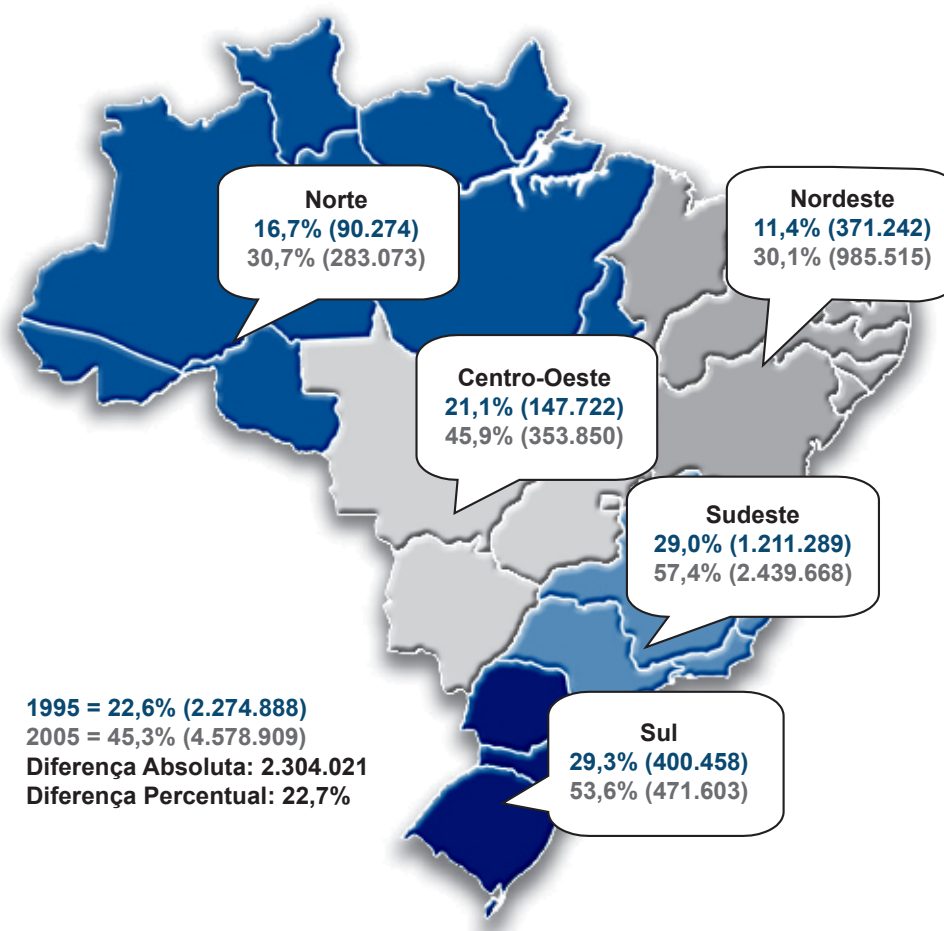 Norte
16,7% (90.274)
30,7% (283.073)
Nordeste
11,4% (371.242)
30,1% (985.515)
Centro-Oeste
21,1% (147.722)
45,9% (353.850)
Sudeste
29,0% (1.211.289)
57,4% (2.439.668)
Sul
29,3% (400.458)
53,6% (471.603)
1995 = 22,6% (2.274.888)
2005 = 45,3% (4.578.909)
Diferença Absoluta: 2.304.021
Diferença Percentual: 22,7%